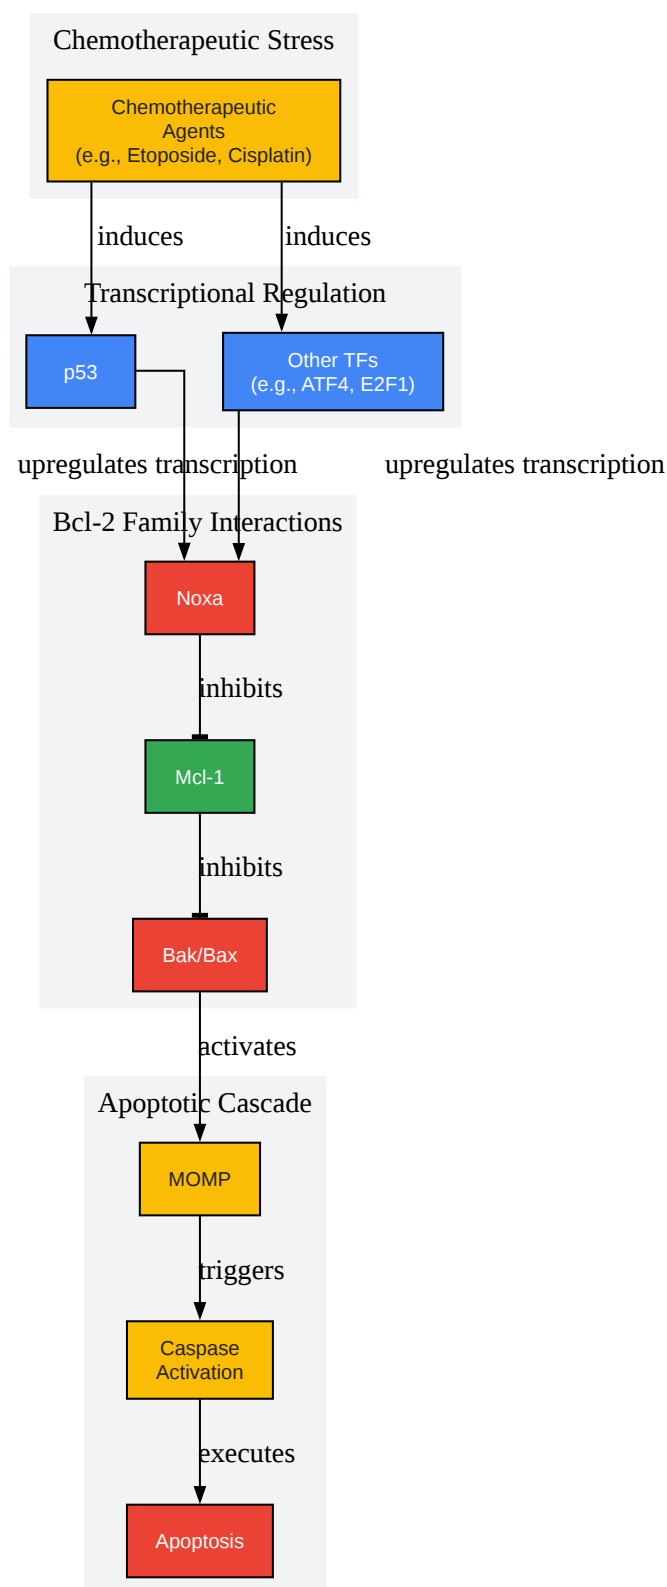 Chemotherapeutic Stress
Chemotherapeutic
Agents
(e.g., Etoposide, Cisplatin)
induces
induces
Transcriptional Regulation
p53
Other TFs
(e.g., ATF4, E2F1)
upregulates transcription
upregulates transcription
Bcl-2 Family Interactions
Noxa
inhibits
Mcl-1
inhibits
Bak/Bax
activates
Apoptotic Cascade
MOMP
triggers
Caspase
Activation
executes
Apoptosis